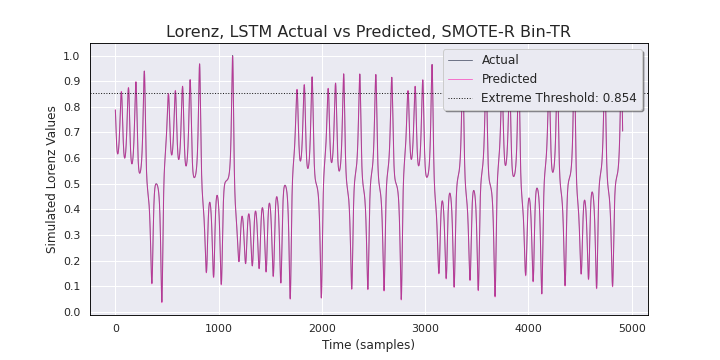 Lorenz, LSTM Actual vs Predicted, SMOTE-R Bin-TR
Actual
Predicted
Extreme Threshold: 0.854
Simulated Lorenz Values
1.0
0.9
0.8
0.7
0.6
0.5
0.4
0.3
0.2
0.1
0.0
0 1000 2000 3000 4000 5000
Time (samples)